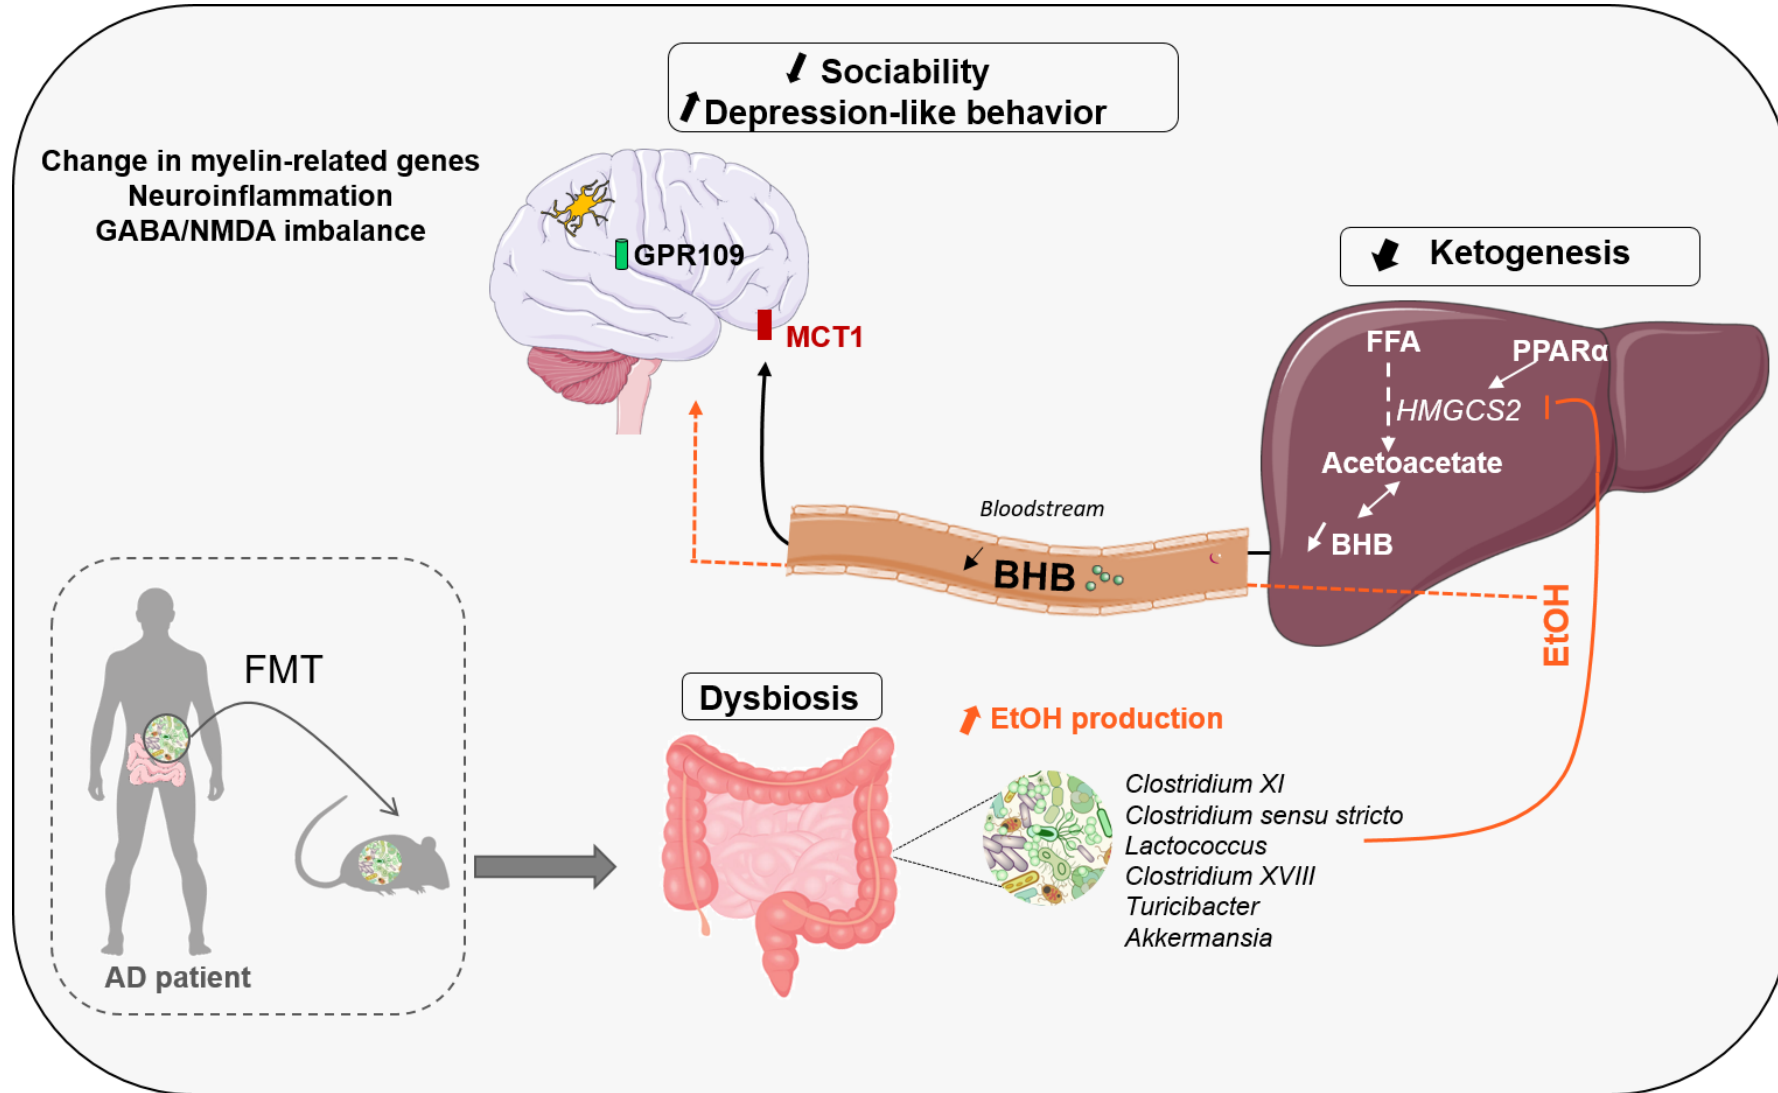 Sociability
Depression-like behavior
Change in myelin-related genes
Neuroinflammation
GABA/NMDA imbalance
GPR109
MCT1
Ketogenesis
FFA
PPARα
HMGCS2
Acetoacetate
BHB
Bloodstream
BHB
EtOH
FMT
AD patient
Dysbiosis
EtOH production
Clostridium XI
Clostridium sensu stricto
Lactococcus
Clostridium XVIII
Turicibacter
Akkermansia